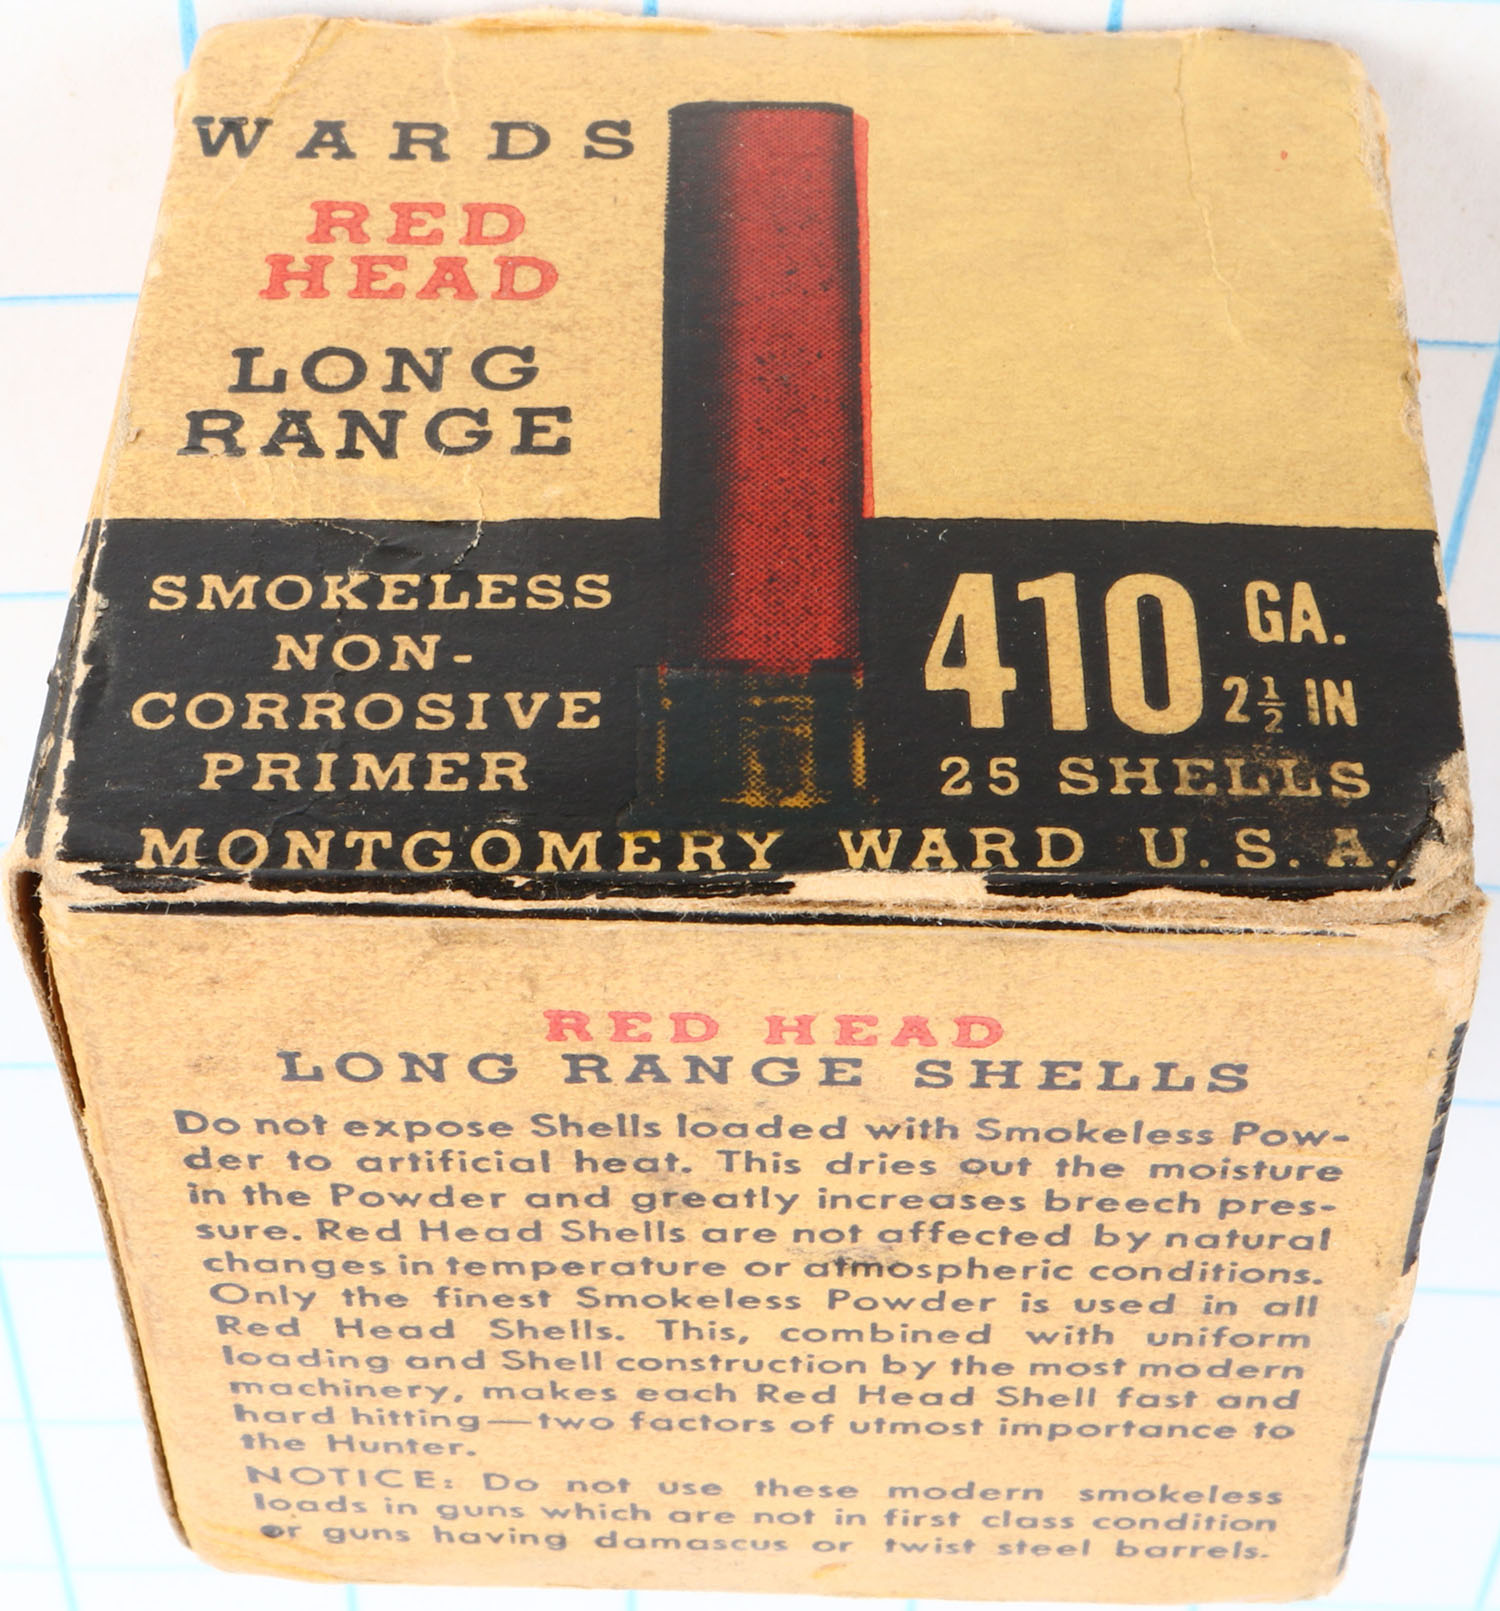 WARDS
RED
HEAD
LONG
RANGE
SMOKELESS
NON-
CORROSIVE
PRIMER
410 GA.
2½ IN
25 SHELLS
MONTGOMERY WARD U.S.A.
RED HEAD
LONG RANGE SHELLS
Do not expose Shells loaded with Smokeless Pow-
der to artificial heat. This dries out the moisture
in the Powder and greatly increases breech pres-
sure. Red Head Shells are not affected by natural
changes in temperature or atmospheric conditions.
Only the finest Smokeless Powder is used in all
Red Head Shells. This, combined with uniform
loading and Shell construction by the most modern
machinery, makes each Red Head Shell fast and
hard hitting—two factors of utmost importance to
the Hunter.
NOTICE: Do not use these modern smokeless
loads in guns which are not in first class condition
or guns having damascus or twist steel barrels.